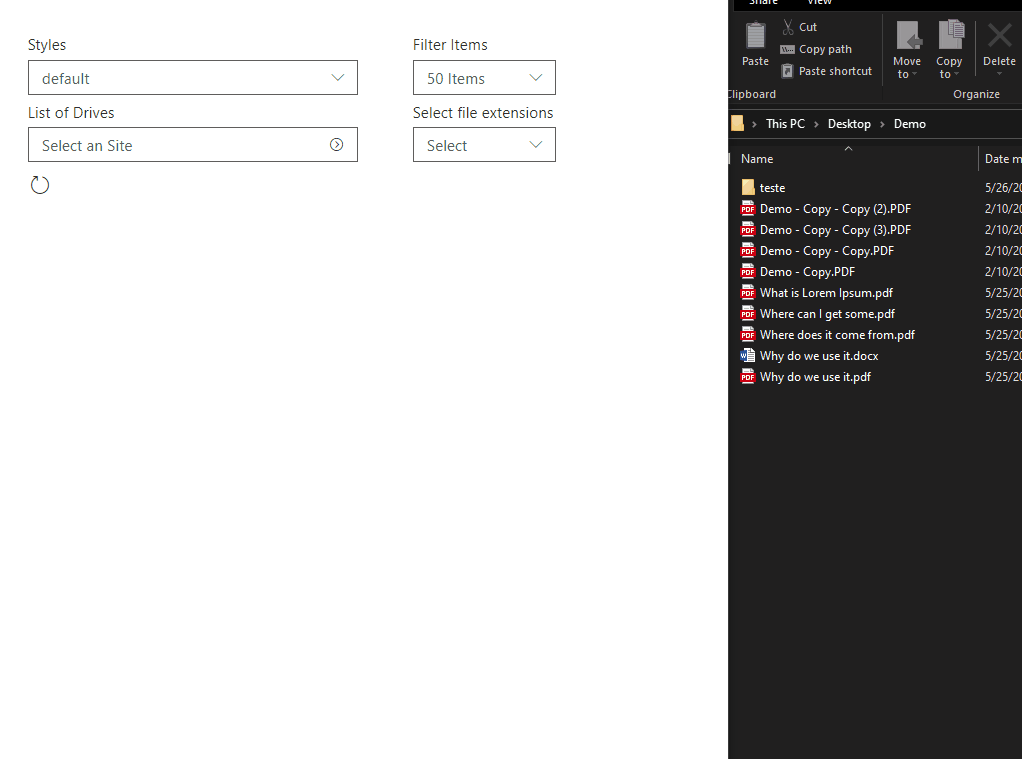 Styles
default
List of Drives
Select an Site
Filter Items
50 Items
Select file extensions
Select
Share View
Paste
Cut
Copy path
Paste shortcut
Move to
Copy to
Delete
Clipboard
Organize
This PC > Desktop > Demo
Name Date m
teste 5/26/20
Demo - Copy - Copy (2).PDF 2/10/20
Demo - Copy - Copy (3).PDF 2/10/20
Demo - Copy - Copy.PDF 2/10/20
Demo - Copy.PDF 2/10/20
What is Lorem Ipsum.pdf 5/25/20
Where can I get some.pdf 5/25/20
Where does it come from.pdf 5/25/20
Why do we use it.docx 5/25/20
Why do we use it.pdf 5/25/20